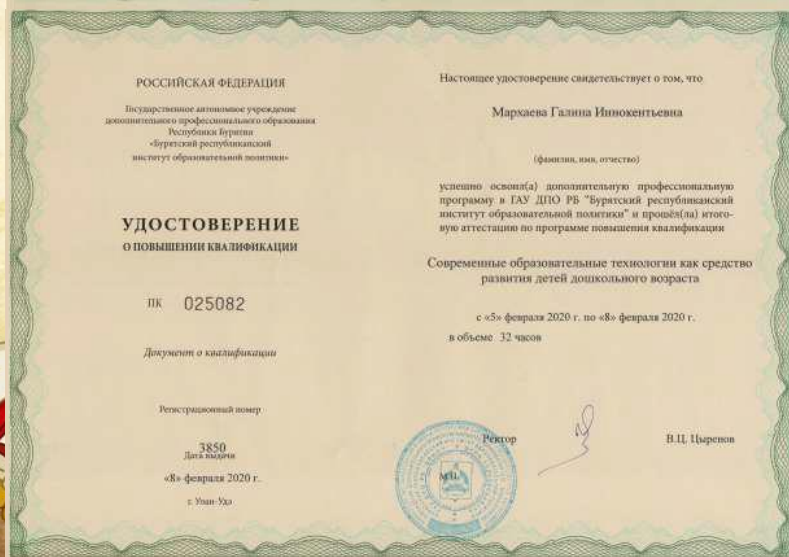 РОССИЙСКАЯ ФЕДЕРАЦИЯ
Государственное автономное учреждение
дополнительного профессионального образования
Республики Бурятия
«Бурятский республиканский
институт образовательной политики»
УДОСТОВЕРЕНИЕ
О ПОВЫШЕНИИ КВАЛИФИКАЦИИ
ПК 025082
Документ о квалификации
Регистрационный номер
3850
Дата выдачи
«8» февраля 2020 г.
г. Улан-Удэ
Настоящее удостоверение свидетельствует о том, что
Мархаева Галина Иннокентьевна
(фамилия, имя, отчество)
успешно освоил(а) дополнительную профессиональную
программу в ГАУ ДПО РБ "Бурятский республиканский
институт образовательной политики" и прошёл(ла) итого-
вую аттестацию по программе повышения квалификации
Современные образовательные технологии как средство
развития детей дошкольного возраста
с «5» февраля 2020 г. по «8» февраля 2020 г.
в объеме 32 часов
Ректор В.Ц. Цыренов
М.П.